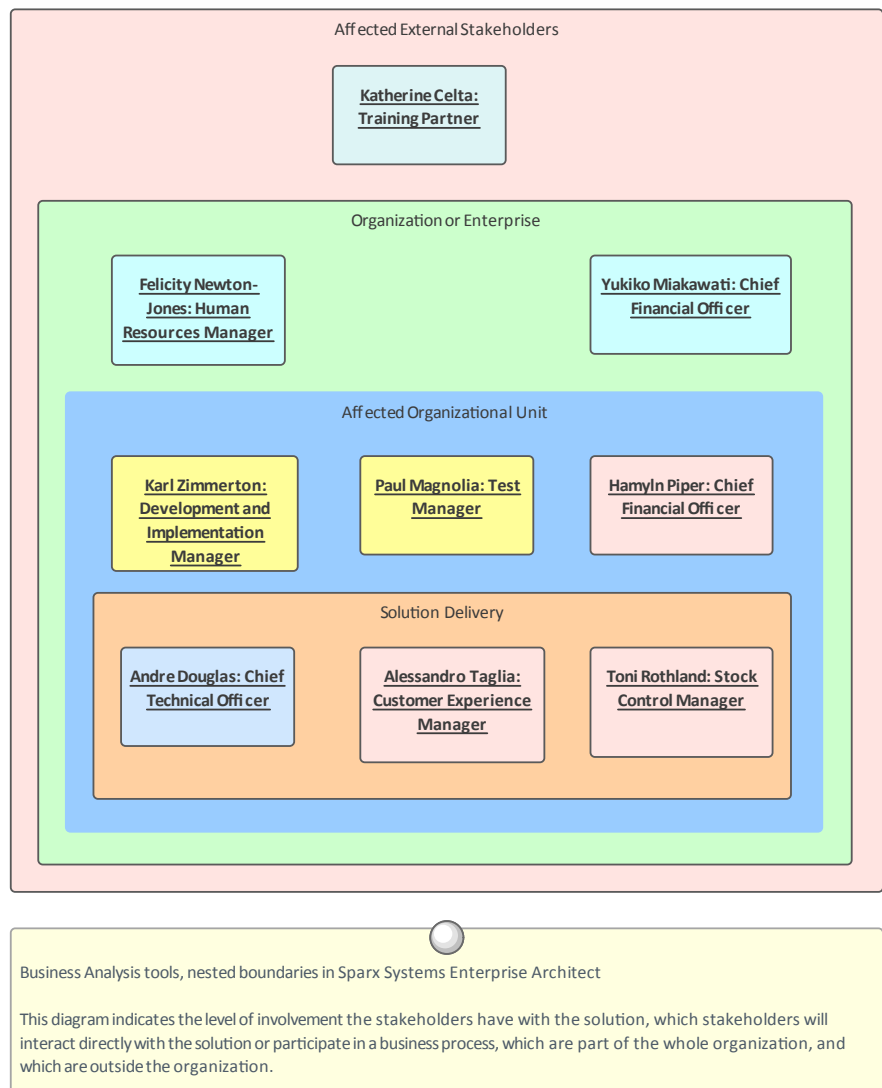 Affected External Stakeholders
Katherine Celta:
Training Partner
Organization or Enterprise
Felicity Newton-
Jones: Human
Resources Manager
Yukiko Miakawati: Chief
Financial Officer
Affected Organizational Unit
Karl Zimmerton:
Development and
Implementation
Manager
Paul Magnolia: Test
Manager
Hamyln Piper: Chief
Financial Officer
Solution Delivery
Andre Douglas: Chief
Technical Officer
Alessandro Taglia:
Customer Experience
Manager
Toni Rothland: Stock
Control Manager
Business Analysis tools, nested boundaries in Sparx Systems Enterprise Architect
This diagram indicates the level of involvement the stakeholders have with the solution, which stakeholders will
interact directly with the solution or participate in a business process, which are part of the whole organization, and
which are outside the organization.